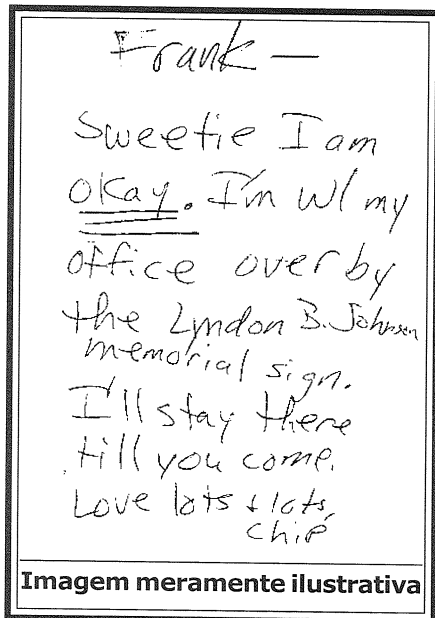 Frank —
Sweetie I am
okay. I'm w/ my
office over by
the Lyndon B. Johnson
memorial sign.
I'll stay there
till you come.
Love lots & lots,
Chip
Imagem meramente ilustrativa